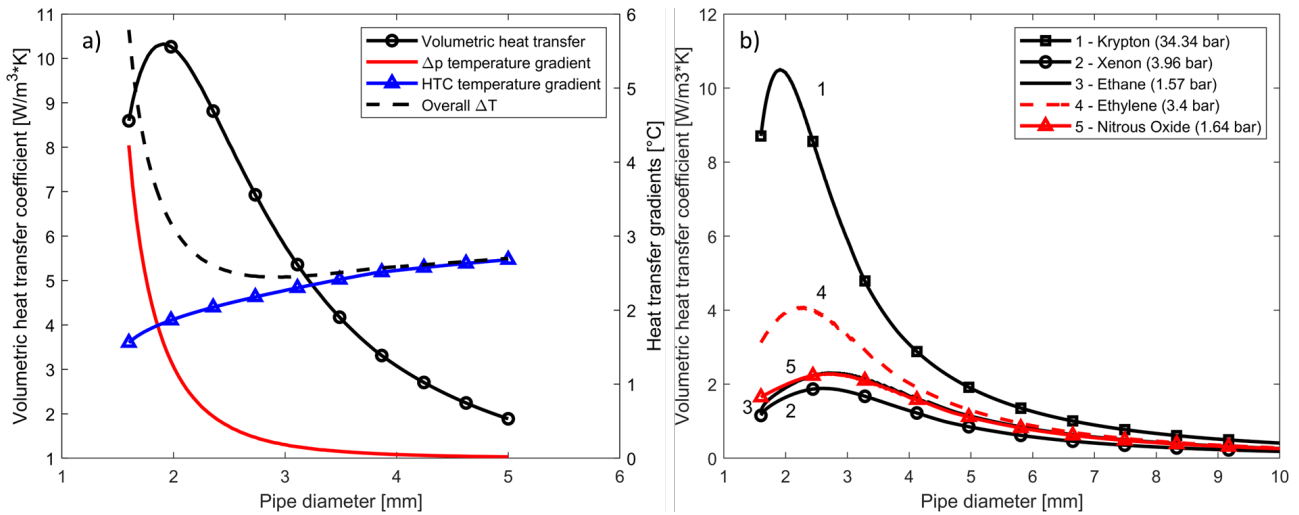 a)
Volumetric heat transfer
Δp temperature gradient
HTC temperature gradient
Overall ΔT
Volumetric heat transfer coefficient [W/m³*K]
11
10
9
8
7
6
5
4
3
2
1
Heat transfer gradients [°C]
6
5
4
3
2
1
0
1 2 3 4 5 6
Pipe diameter [mm]
b)
1 - Krypton (34.34 bar)
2 - Xenon (3.96 bar)
3 - Ethane (1.57 bar)
4 - Ethylene (3.4 bar)
5 - Nitrous Oxide (1.64 bar)
Volumetric heat transfer coefficient [W/m3*K]
12
10
8
6
4
2
0
1
4
5
3
2
1 2 3 4 5 6 7 8 9 10
Pipe diameter [mm]